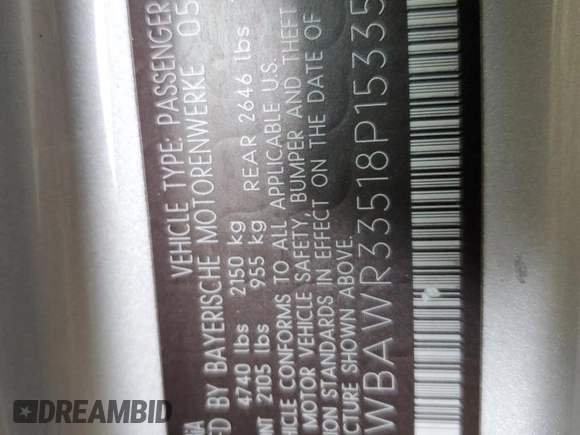 VEHICLE TYPE: PASSENGER
D BY BAYERISCHE MOTORENWERKE 05
4740 lbs 2150 kg
NT 2105 lbs 955 kg REAR 2646 lbs
HICLE CONFORMS TO ALL APPLICABLE U.S.
MOTOR VEHICLE SAFETY, BUMPER AND THEFT
ION STANDARDS IN EFFECT ON THE DATE OF
CTURE SHOWN ABOVE.
WBAWR33518P15335
DREAMBID